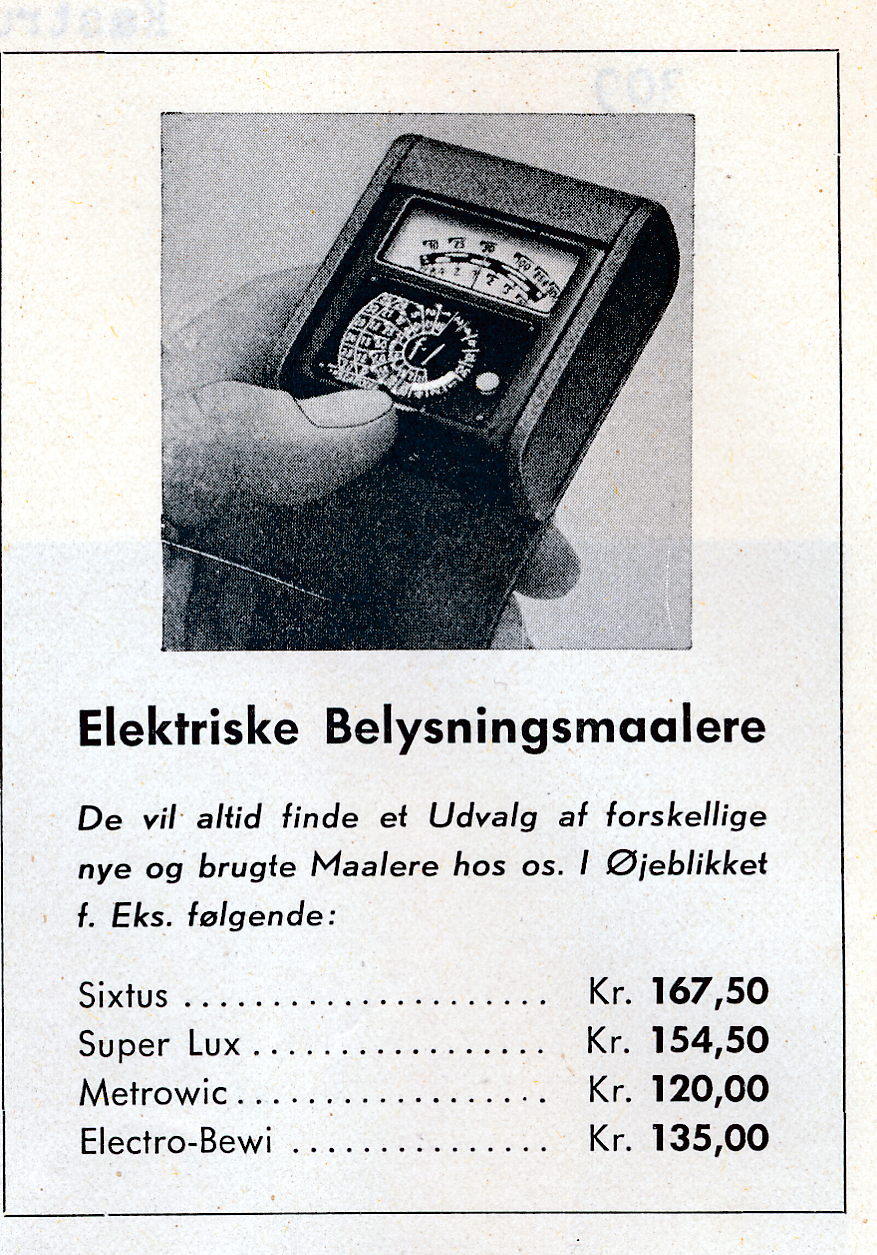 Elektriske Belysningsmaalere
De vil altid finde et Udvalg af forskellige
nye og brugte Maalere hos os. I Øjeblikket
f. Eks. følgende:
Sixtus ...................... Kr. 167,50
Super Lux .................. Kr. 154,50
Metrowic ................... Kr. 120,00
Electro-Bewi ............... Kr. 135,00